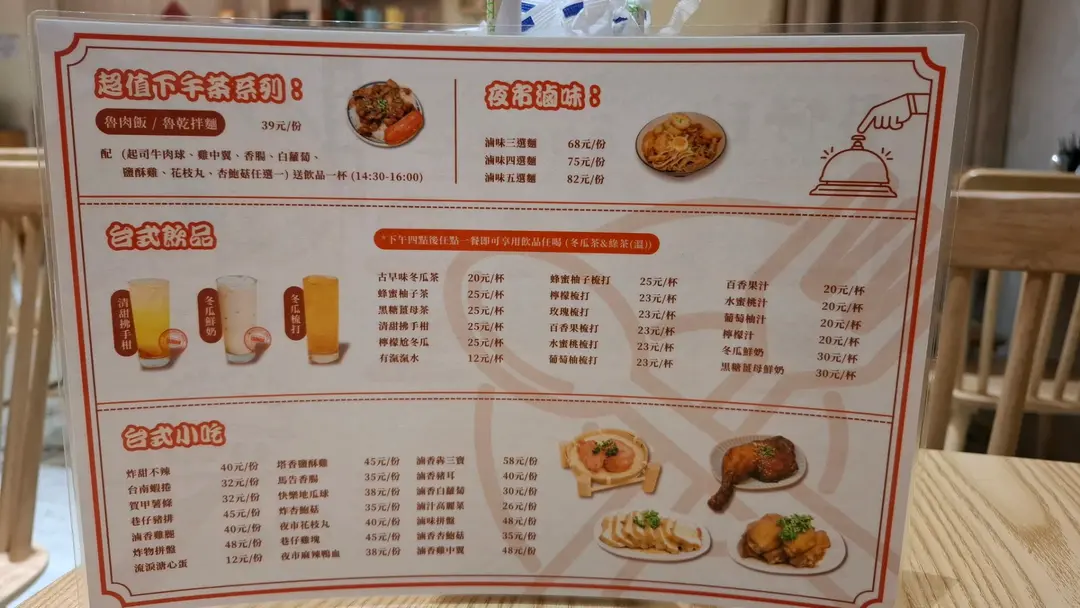 超值下午茶系列：
魯肉飯 / 魯乾拌麵 39元/份
配 (起司牛肉球、雞中翼、香腸、白蘿蔔、
鹽酥雞、花枝丸、杏鮑菇任選一) 送飲品一杯 (14:30-16:00)
夜市滷味：
滷味三選麵 68元/份
滷味四選麵 75元/份
滷味五選麵 82元/份
台式飲品
*下午四點後任點一餐即可享用飲品任喝 (冬瓜茶&綠茶(溫))
清甜拂手柑
冬瓜鮮奶
冬瓜梳打
古早味冬瓜茶 20元/杯
蜂蜜柚子茶 25元/杯
黑糖薑母茶 25元/杯
清甜拂手柑 25元/杯
檸檬尬冬瓜 25元/杯
有氣氤水 12元/杯
蜂蜜柚子梳打 25元/杯
檸檬梳打 23元/杯
玫瑰梳打 23元/杯
百香果梳打 23元/杯
水蜜桃梳打 23元/杯
葡萄柚梳打 23元/杯
百香果汁 20元/杯
水蜜桃汁 20元/杯
葡萄柚汁 20元/杯
檸檬汁 20元/杯
冬瓜鮮奶 30元/杯
黑糖薑母鮮奶 30元/杯
台式小吃
炸甜不辣 40元/份
台南蝦捲 32元/份
質甲薯條 32元/份
巷仔豬排 45元/份
滷香雞腿 40元/份
炸物拼盤 48元/份
流淚溏心蛋 12元/份
塔香鹽酥雞 45元/份
馬告香腸 35元/份
快樂地瓜球 38元/份
炸杏鮑菇 35元/份
夜市花枝丸 40元/份
巷仔雞塊 45元/份
夜市麻辣鴨血 38元/份
滷香犇三寶 58元/份
滷香豬耳 40元/份
滷香白蘿蔔 30元/份
滷汁高麗菜 26元/份
滷味拼盤 48元/份
滷香杏鮑菇 35元/份
滷香雞中翼 48元/份